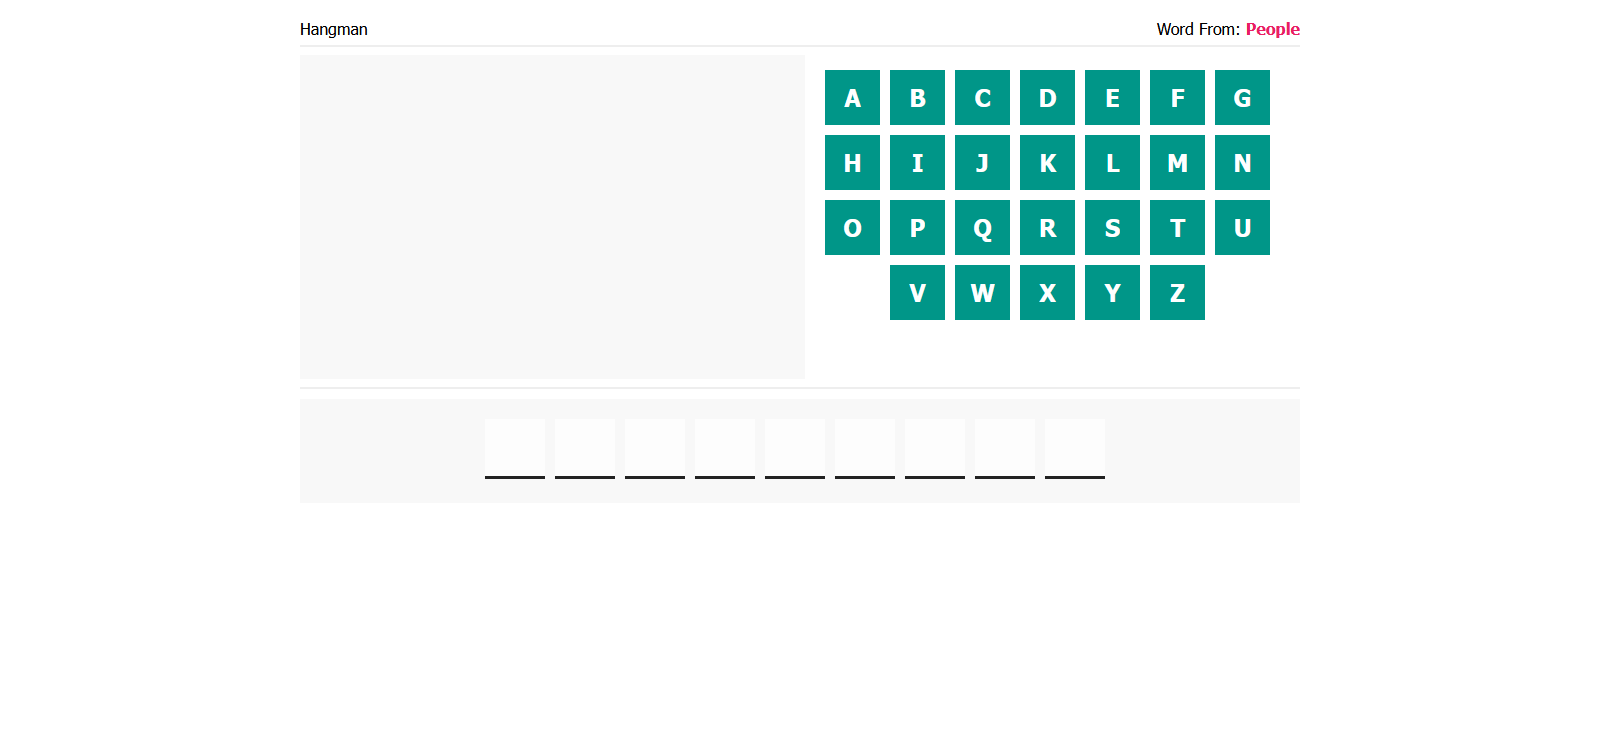 Hangman
Word From: People
A B C D E F G
H I J K L M N
O P Q R S T U
V W X Y Z